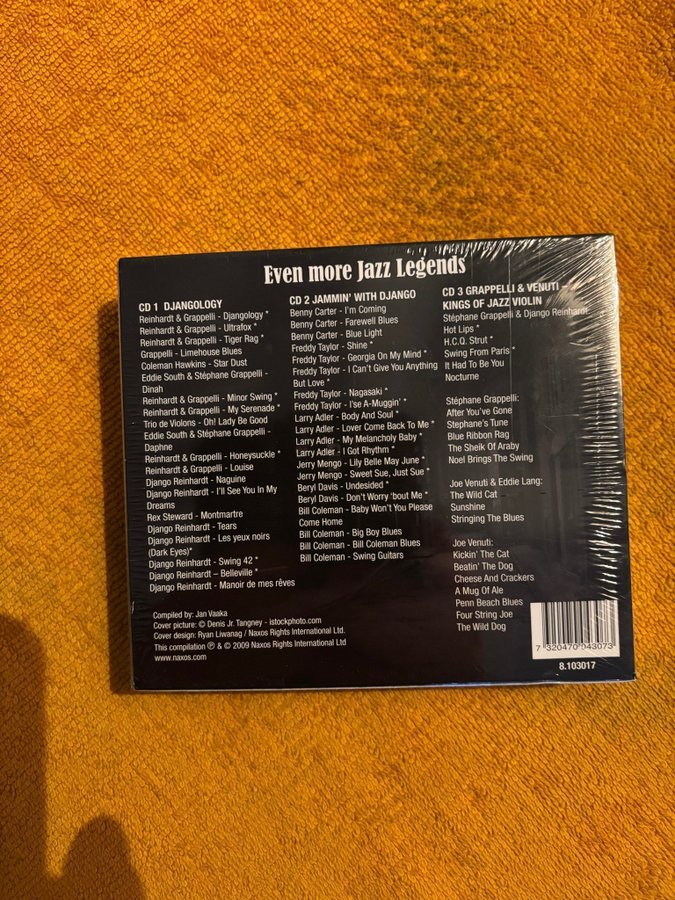 Even more Jazz Legends
CD 1 DJANGOLOGY
Reinhardt & Grappelli - Djangology *
Reinhardt & Grappelli - Ultrafox *
Reinhardt & Grappelli - Tiger Rag *
Grappelli - Limehouse Blues
Coleman Hawkins - Star Dust
Eddie South & Stéphane Grappelli -
Dinah
Reinhardt & Grappelli - Minor Swing *
Reinhardt & Grappelli - My Serenade *
Trio de Violons - Oh! Lady Be Good
Eddie South & Stéphane Grappelli -
Daphne
Reinhardt & Grappelli - Honeysuckle *
Reinhardt & Grappelli - Louise
Django Reinhardt - Naguine
Django Reinhardt - I'll See You In My
Dreams
Rex Steward - Montmartre
Django Reinhardt - Tears
Django Reinhardt - Les yeux noirs
(Dark Eyes)*
Django Reinhardt - Swing 42 *
Django Reinhardt – Belleville *
Django Reinhardt - Manoir de mes rêves
CD 2 JAMMIN' WITH DJANGO
Benny Carter - I'm Coming
Benny Carter - Farewell Blues
Benny Carter - Blue Light
Freddy Taylor - Shine *
Freddy Taylor - Georgia On My Mind *
Freddy Taylor - I Can't Give You Anything
But Love *
Freddy Taylor - Nagasaki *
Freddy Taylor - I'se A-Muggin' *
Larry Adler - Body And Soul *
Larry Adler - Lover Come Back To Me *
Larry Adler - My Melancholy Baby *
Larry Adler - I Got Rhythm *
Jerry Mengo - Lily Belle May June *
Jerry Mengo - Sweet Sue, Just Sue *
Beryl Davis - Undesided *
Beryl Davis - Don't Worry 'bout Me *
Bill Coleman - Baby Won't You Please
Come Home
Bill Coleman - Big Boy Blues
Bill Coleman - Bill Coleman Blues
Bill Coleman - Swing Guitars
CD 3 GRAPPELLI & VENUTI –
KINGS OF JAZZ VIOLIN
Stéphane Grappelli & Django Reinhardt
Hot Lips *
H.C.Q. Strut *
Swing From Paris *
It Had To Be You
Nocturne
Stéphane Grappelli:
After You've Gone
Stephane's Tune
Blue Ribbon Rag
The Sheik Of Araby
Noel Brings The Swing
Joe Venuti & Eddie Lang:
The Wild Cat
Sunshine
Stringing The Blues
Joe Venuti:
Kickin' The Cat
Beatin' The Dog
Cheese And Crackers
A Mug Of Ale
Penn Beach Blues
Four String Joe
The Wild Dog
Compiled by: Jan Vaaka
Cover picture: © Denis Jr. Tangney - istockphoto.com
Cover design: Ryan Liwanag / Naxos Rights International Ltd.
This compilation ℗ & © 2009 Naxos Rights International Ltd
www.naxos.com
7 320470 043073
8.103017